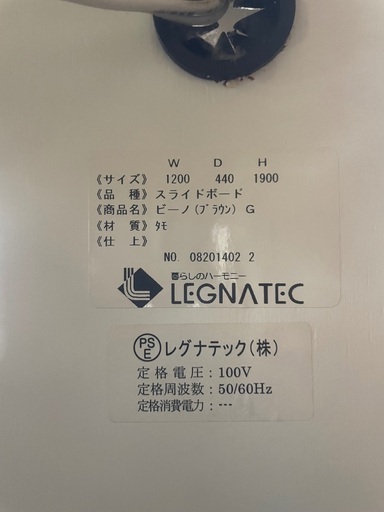 W D H
《サイズ》 1200 440 1900
《品 種》 スライドボード
《商品名》 ビーノ(ブラウン) G
《材 質》 タモ
《仕 上》
NO. 08201402 2
暮らしのハーモニー
LEGNATEC
PSE レグナテック(株)
定格電圧:100V
定格周波数:50/60Hz
定格消費電力:---